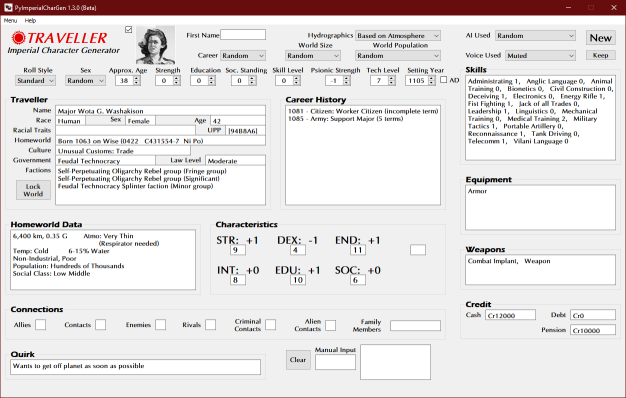 PyImperialCharGen 1.3.0 (Beta)
Menu Help
TRAVELLER
Imperial Character Generator
First Name
Career Random
Hydrographics Based on Atmosphere
World Size World Population
Random Random
AI Used Random
Voice Used Muted
New
Keep
Roll Style Sex Approx. Age Strength Education Soc. Standing Skill Level Psionic Strength Tech Level Setting Year
Standard Random 38 0 0 0 0 -1 7 1105 AD
Traveller
Name Major Wota G. Washakison
Race Human Sex Female Age 42
Racial Traits UPP [94B8A6]
Homeworld Born 1063 on Wise (0422 C431554-7 Ni Po)
Culture Unusual Customs: Trade
Government Feudal Technocracy Law Level Moderate
Factions Self-Perpetuating Oligarchy Rebel group (Fringe group)
Self-Perpetuating Oligarchy Rebel group (Significant)
Feudal Technocracy Splinter faction (Minor group)
Lock World
Career History
1081 - Citizen: Worker Citizen (incomplete term)
1085 - Army: Support Major (5 terms)
Skills
Administrating 1, Anglic Language 0, Animal
Training 0, Bionetics 0, Civil Construction 0,
Deceiving 1, Electronics 0, Energy Rifle 1,
Fist Fighting 1, Jack of all Trades 0,
Leadership 1, Linguistics 0, Mechanical
Training 0, Medical Training 2, Military
Tactics 1, Portable Artillery 0,
Reconnaissance 1, Tank Driving 0,
Telecomm 1, Vilani Language 0
Equipment
Armor
Weapons
Combat Implant, Weapon
Credit
Cash Cr12000 Debt Cr0
Pension Cr10000
Homeworld Data
6,400 km, 0.35 G Atmo: Very Thin
(Respirator needed)
Temp: Cold 6-15% Water
Non-Industrial, Poor
Population: Hundreds of Thousands
Social Class: Low Middle
Characteristics
STR: +1 DEX: -1 END: +1
9 4 11
INT: +0 EDU: +1 SOC: +0
8 10 6
Connections
Allies Contacts Enemies Rivals Criminal Contacts Alien Contacts Family Members
Quirk
Wants to get off planet as soon as possible
Clear
Manual Input